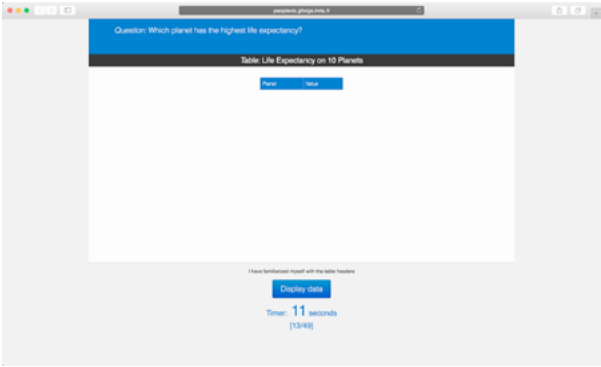 Question: Which planet has the highest life expectancy?
Table: Life Expectancy on 10 Planets
Planet Value
I have familiarized myself with the table headers
Display data
Timer: 11 seconds
[13/49]